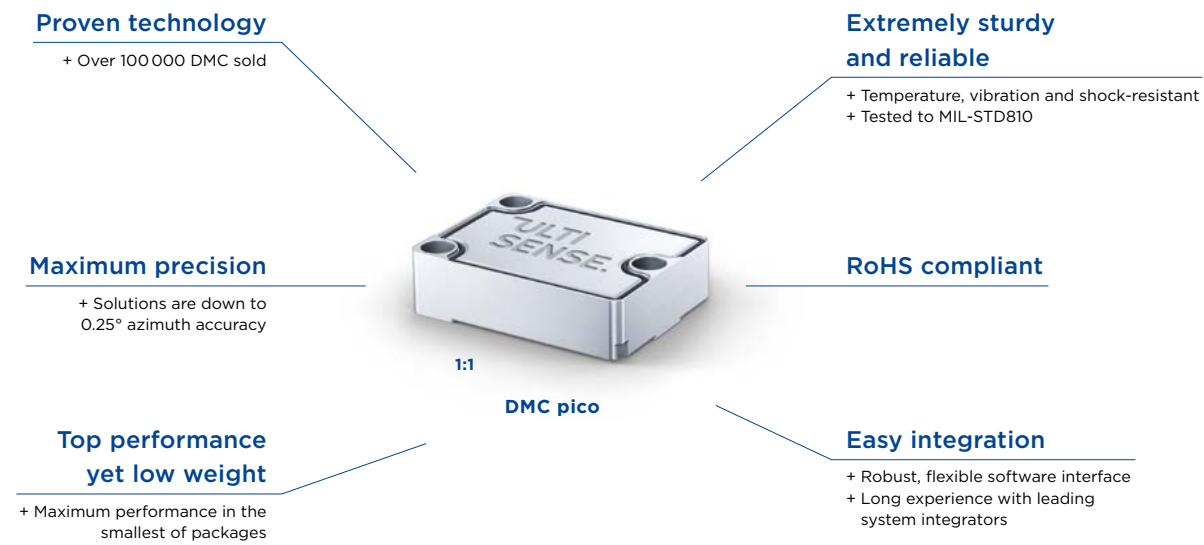 Proven technology
+ Over 100 000 DMC sold
Extremely sturdy
and reliable
+ Temperature, vibration and shock-resistant
+ Tested to MIL-STD810
ULTI
SENSE.
Maximum precision
+ Solutions are down to
0.25° azimuth accuracy
RoHS compliant
1:1
DMC pico
Top performance
yet low weight
+ Maximum performance in the
smallest of packages
Easy integration
+ Robust, flexible software interface
+ Long experience with leading
system integrators